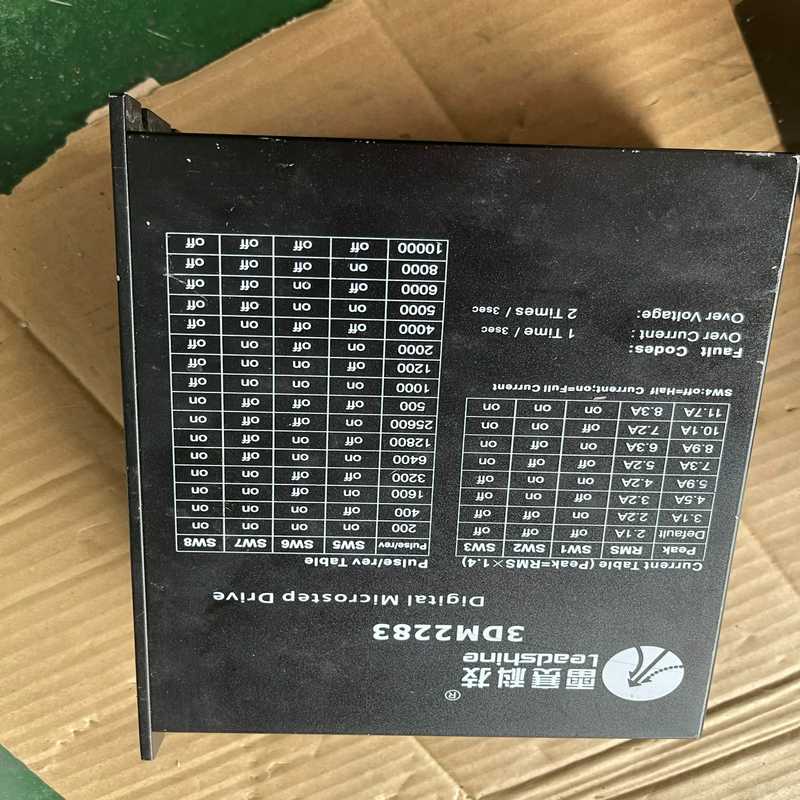 雷赛科技®
Leadshine
3DM2283
Digital Microstep Drive
Current Table (Peak=RMS×1.4)
Peak RMS SW1 SW2 SW3
Default 2.1A off off off
3.1A 2.2A on off off
4.5A 3.2A off on off
5.9A 4.2A on on off
7.3A 5.2A off off on
8.9A 6.3A on off on
10.1A 7.2A off on on
11.7A 8.3A on on on
SW4:off=Half Current;on=Full Current
Fault Codes:
Over Current: 1 Time / 3sec
Over Voltage: 2 Times / 3sec
Pulse/rev Table
Pulse/rev SW5 SW6 SW7 SW8
200 on on on on
400 off on on on
1600 on off on on
3200 off off on on
6400 on on off on
12800 off on off on
25600 on off off on
500 off off off on
1000 on on on off
1200 off on on off
2000 on off on off
4000 off off on off
5000 on on off off
6000 off on off off
8000 on off off off
10000 off off off off